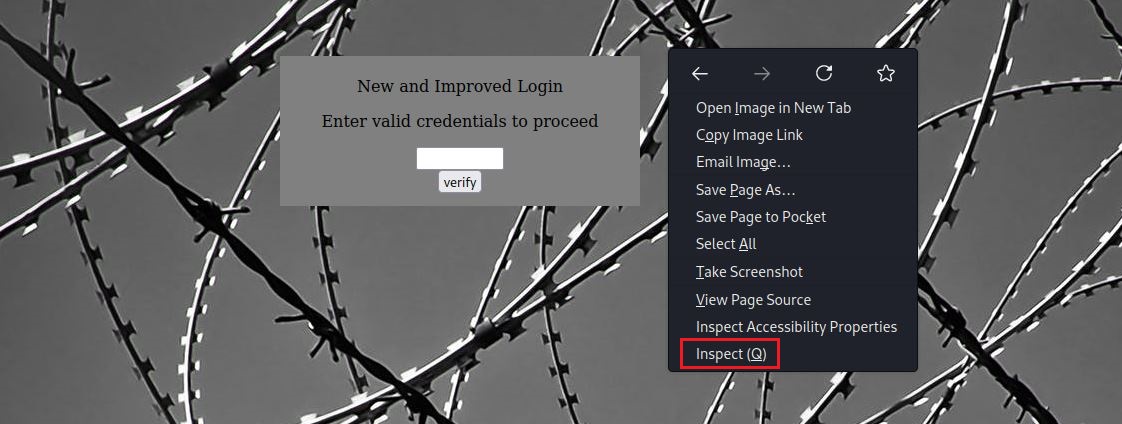 New and Improved Login
Enter valid credentials to proceed
verify
Open Image in New Tab
Copy Image Link
Email Image…
Save Page As…
Save Page to Pocket
Select All
Take Screenshot
View Page Source
Inspect Accessibility Properties
Inspect (Q)